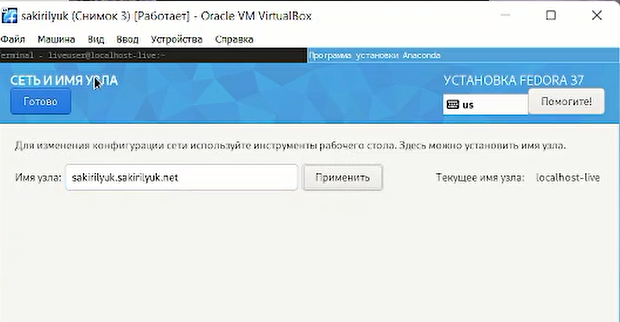 sakirilyuk (Снимок 3) [Работает] - Oracle VM VirtualBox
Файл Машина Вид Ввод Устройства Справка
erminal - liveuser@localhost-live:~ Программа установки Anaconda
СЕТЬ И ИМЯ УЗЛА УСТАНОВКА FEDORA 37
Готово us Помогите!
Для изменения конфигурации сети используйте инструменты рабочего стола. Здесь можно установить имя узла.
Имя узла: sakirilyuk.sakirilyuk.net Применить Текущее имя узла: localhost-live